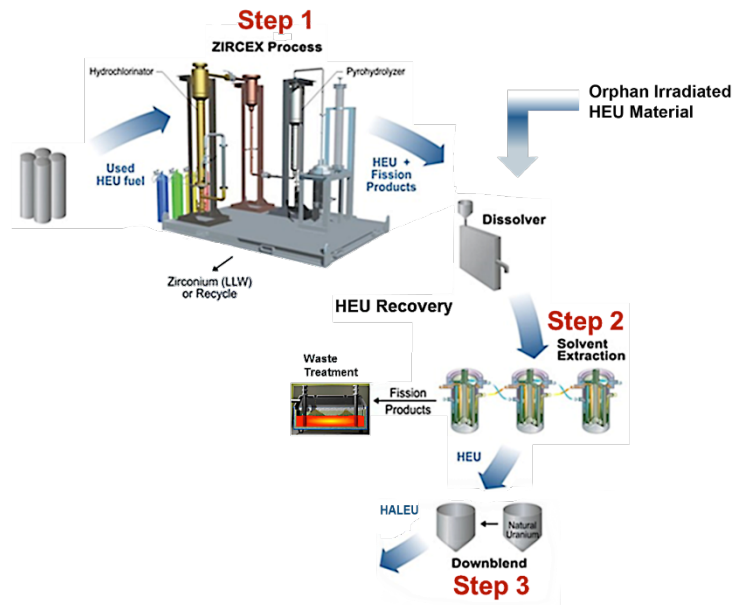 Step 1
ZIRCEX Process
Hydrochlorinator
Pyrohydrolyzer
Orphan Irradiated
HEU Material
Used
HEU fuel
HEU +
Fission
Products
Dissolver
Zirconium (LLW)
or Recycle
HEU Recovery
Step 2
Solvent
Extraction
Waste
Treatment
Fission
Products
HEU
HALEU
Natural
Uranium
Downblend
Step 3